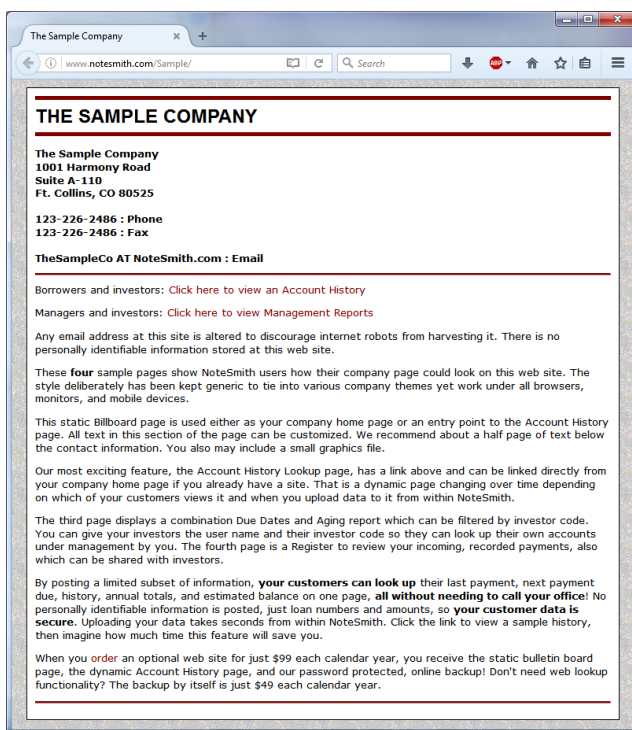 The Sample Company
www.notesmith.com/Sample/
Search
ABP
THE SAMPLE COMPANY
The Sample Company
1001 Harmony Road
Suite A-110
Ft. Collins, CO 80525
123-226-2486 : Phone
123-226-2486 : Fax
TheSampleCo AT NoteSmith.com : Email
Borrowers and investors: Click here to view an Account History
Managers and investors: Click here to view Management Reports
Any email address at this site is altered to discourage internet robots from harvesting it. There is no
personally identifiable information stored at this web site.
These four sample pages show NoteSmith users how their company page could look on this web site. The
style deliberately has been kept generic to tie into various company themes yet work under all browsers,
monitors, and mobile devices.
This static Billboard page is used either as your company home page or an entry point to the Account History
page. All text in this section of the page can be customized. We recommend about a half page of text below
the contact information. You also may include a small graphics file.
Our most exciting feature, the Account History Lookup page, has a link above and can be linked directly from
your company home page if you already have a site. That is a dynamic page changing over time depending
on which of your customers views it and when you upload data to it from within NoteSmith.
The third page displays a combination Due Dates and Aging report which can be filtered by investor code.
You can give your investors the user name and their investor code so they can look up their own accounts
under management by you. The fourth page is a Register to review your incoming, recorded payments, also
which can be shared with investors.
By posting a limited subset of information, your customers can look up their last payment, next payment
due, history, annual totals, and estimated balance on one page, all without needing to call your office! No
personally identifiable information is posted, just loan numbers and amounts, so your customer data is
secure. Uploading your data takes seconds from within NoteSmith. Click the link to view a sample history,
then imagine how much time this feature will save you.
When you order an optional web site for just $99 each calendar year, you receive the static bulletin board
page, the dynamic Account History page, and our password protected, online backup! Don't need web lookup
functionality? The backup by itself is just $49 each calendar year.